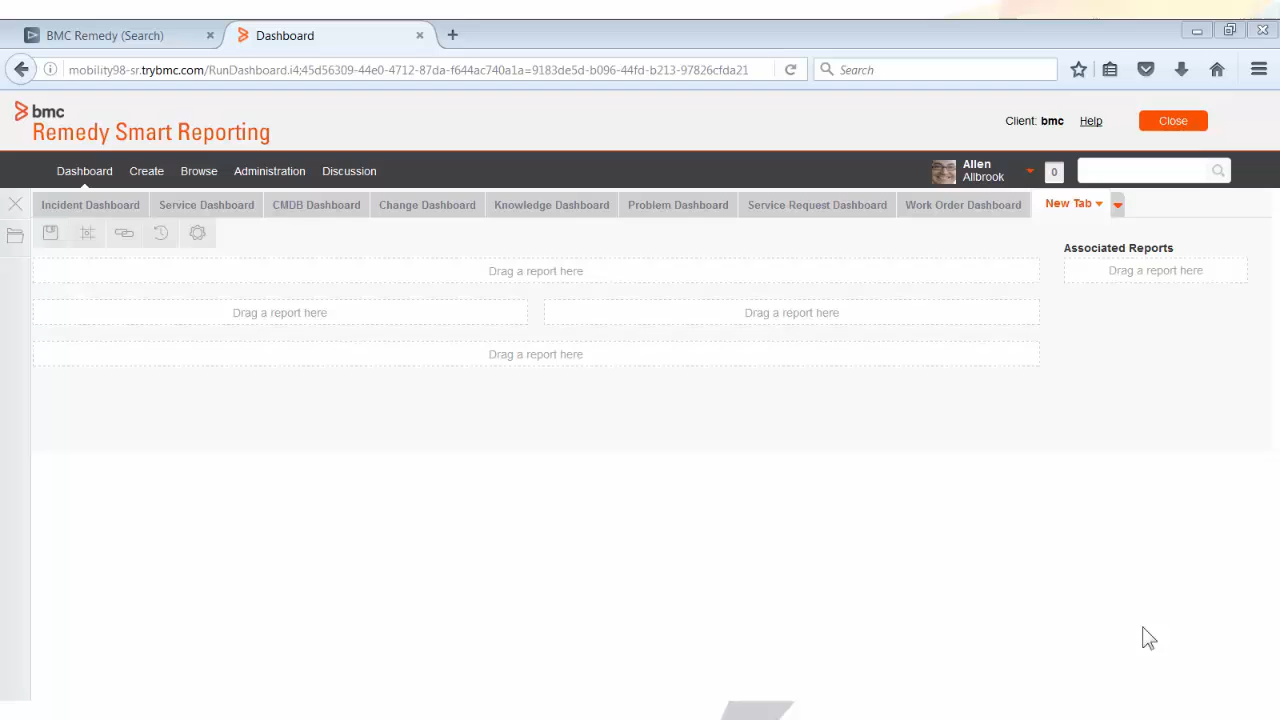 BMC Remedy (Search)
Dashboard
mobility98-sr.trybmc.com/RunDashboard.i4;45d56309-44e0-4712-87da-f644ac740a1a=9183de5d-b096-44fd-b213-97826cfda21
Search
bmc
Remedy Smart Reporting
Client: bmc
Help
Close
Dashboard
Create
Browse
Administration
Discussion
Allen
Allbrook
0
Incident Dashboard
Service Dashboard
CMDB Dashboard
Change Dashboard
Knowledge Dashboard
Problem Dashboard
Service Request Dashboard
Work Order Dashboard
New Tab
Associated Reports
Drag a report here
Drag a report here
Drag a report here
Drag a report here
Drag a report here